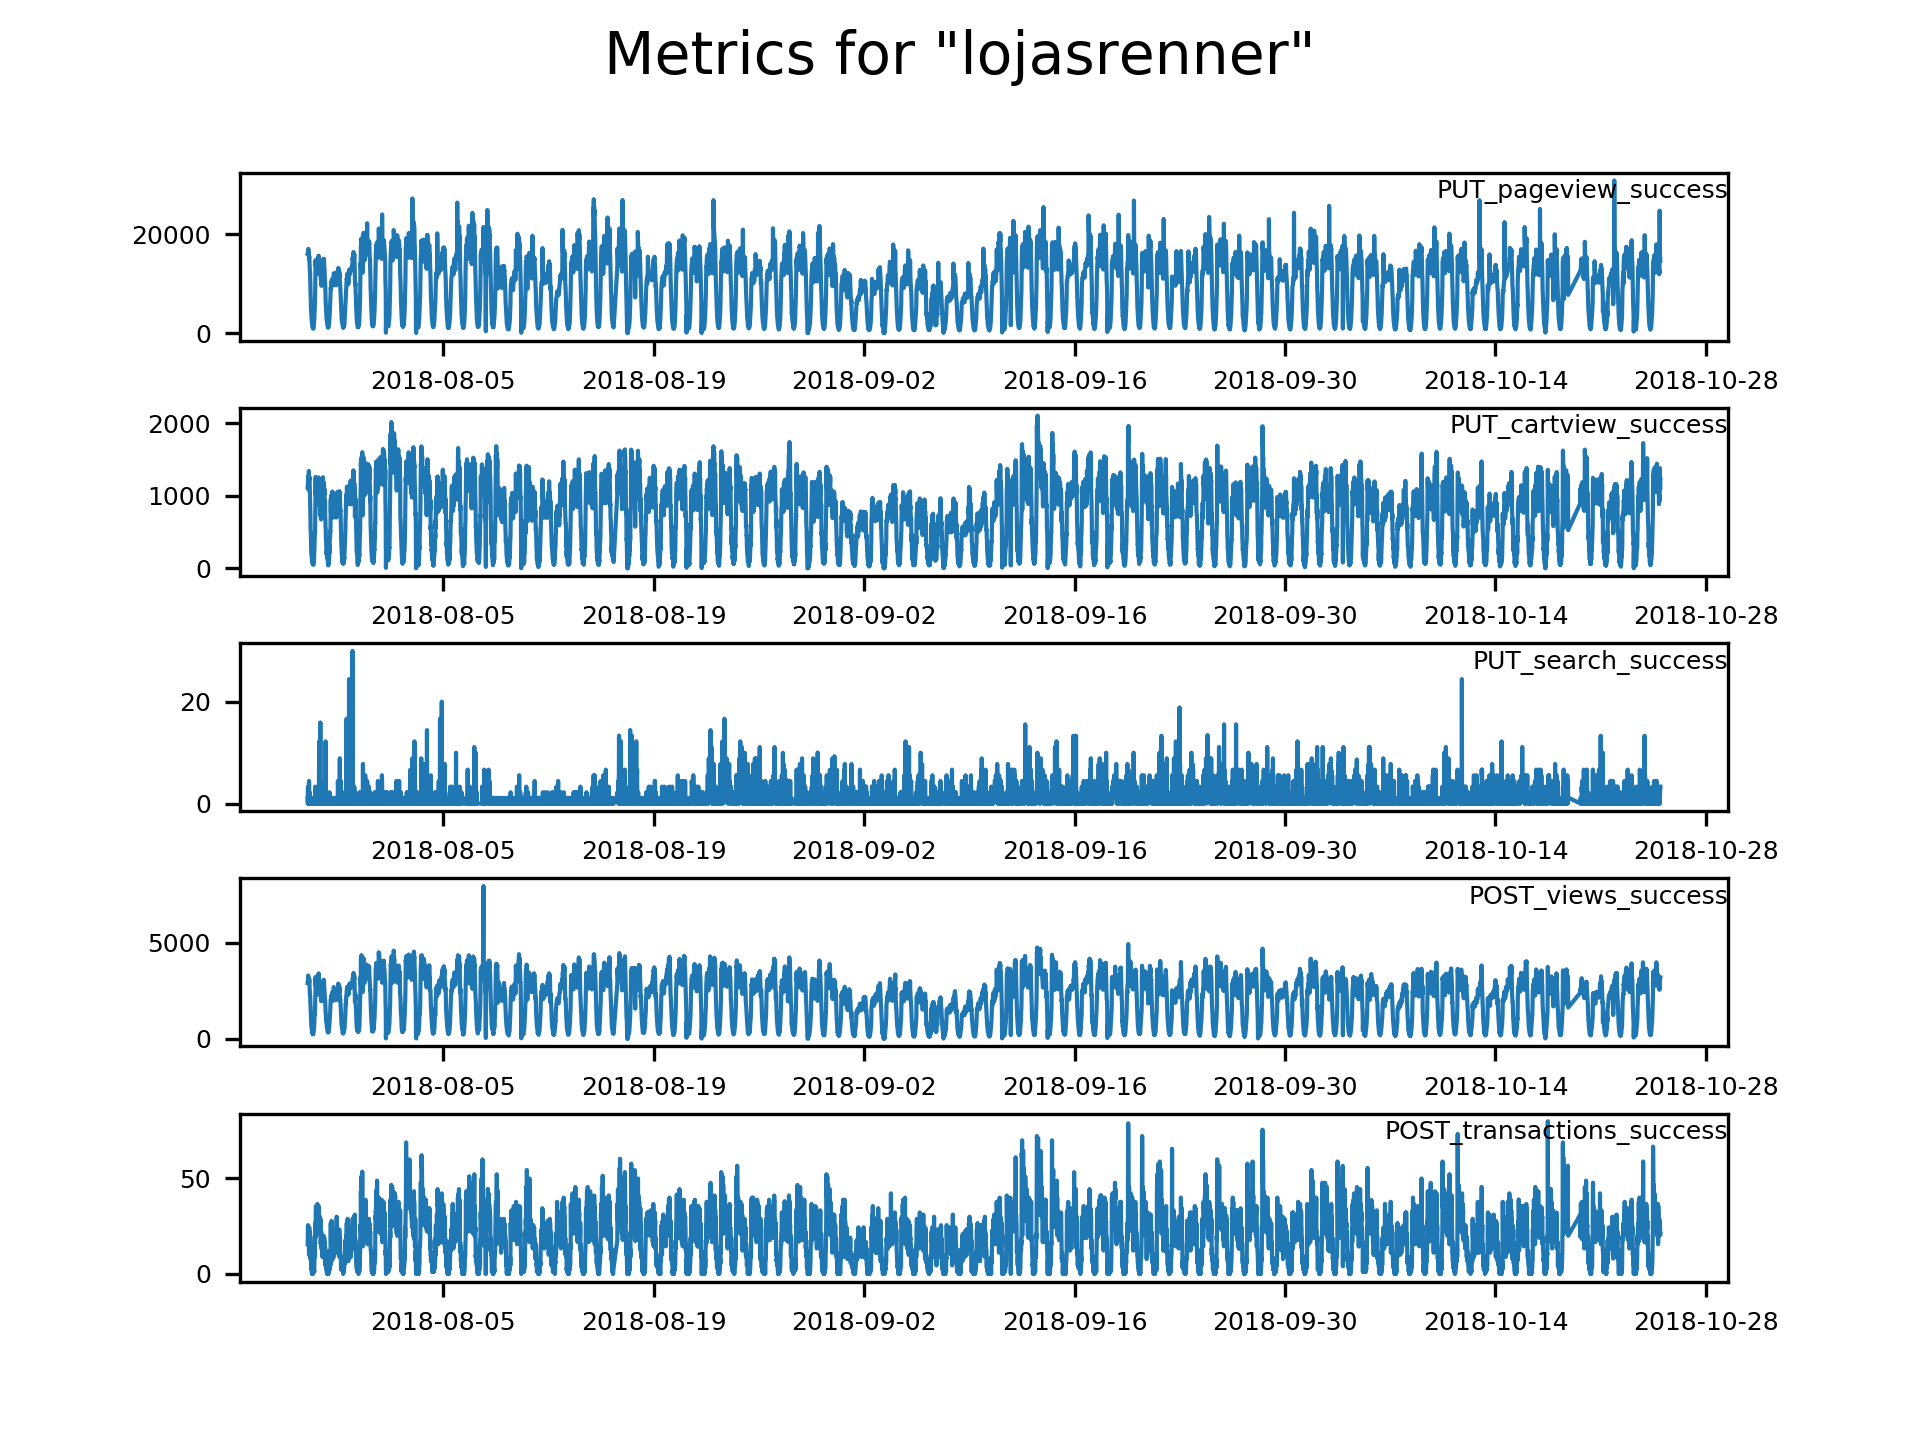 Metrics for "lojasrenner"
PUT_pageview_success
20000
0
2018-08-05 2018-08-19 2018-09-02 2018-09-16 2018-09-30 2018-10-14 2018-10-28
PUT_cartview_success
2000
1000
0
2018-08-05 2018-08-19 2018-09-02 2018-09-16 2018-09-30 2018-10-14 2018-10-28
PUT_search_success
20
0
2018-08-05 2018-08-19 2018-09-02 2018-09-16 2018-09-30 2018-10-14 2018-10-28
POST_views_success
5000
0
2018-08-05 2018-08-19 2018-09-02 2018-09-16 2018-09-30 2018-10-14 2018-10-28
POST_transactions_success
50
0
2018-08-05 2018-08-19 2018-09-02 2018-09-16 2018-09-30 2018-10-14 2018-10-28